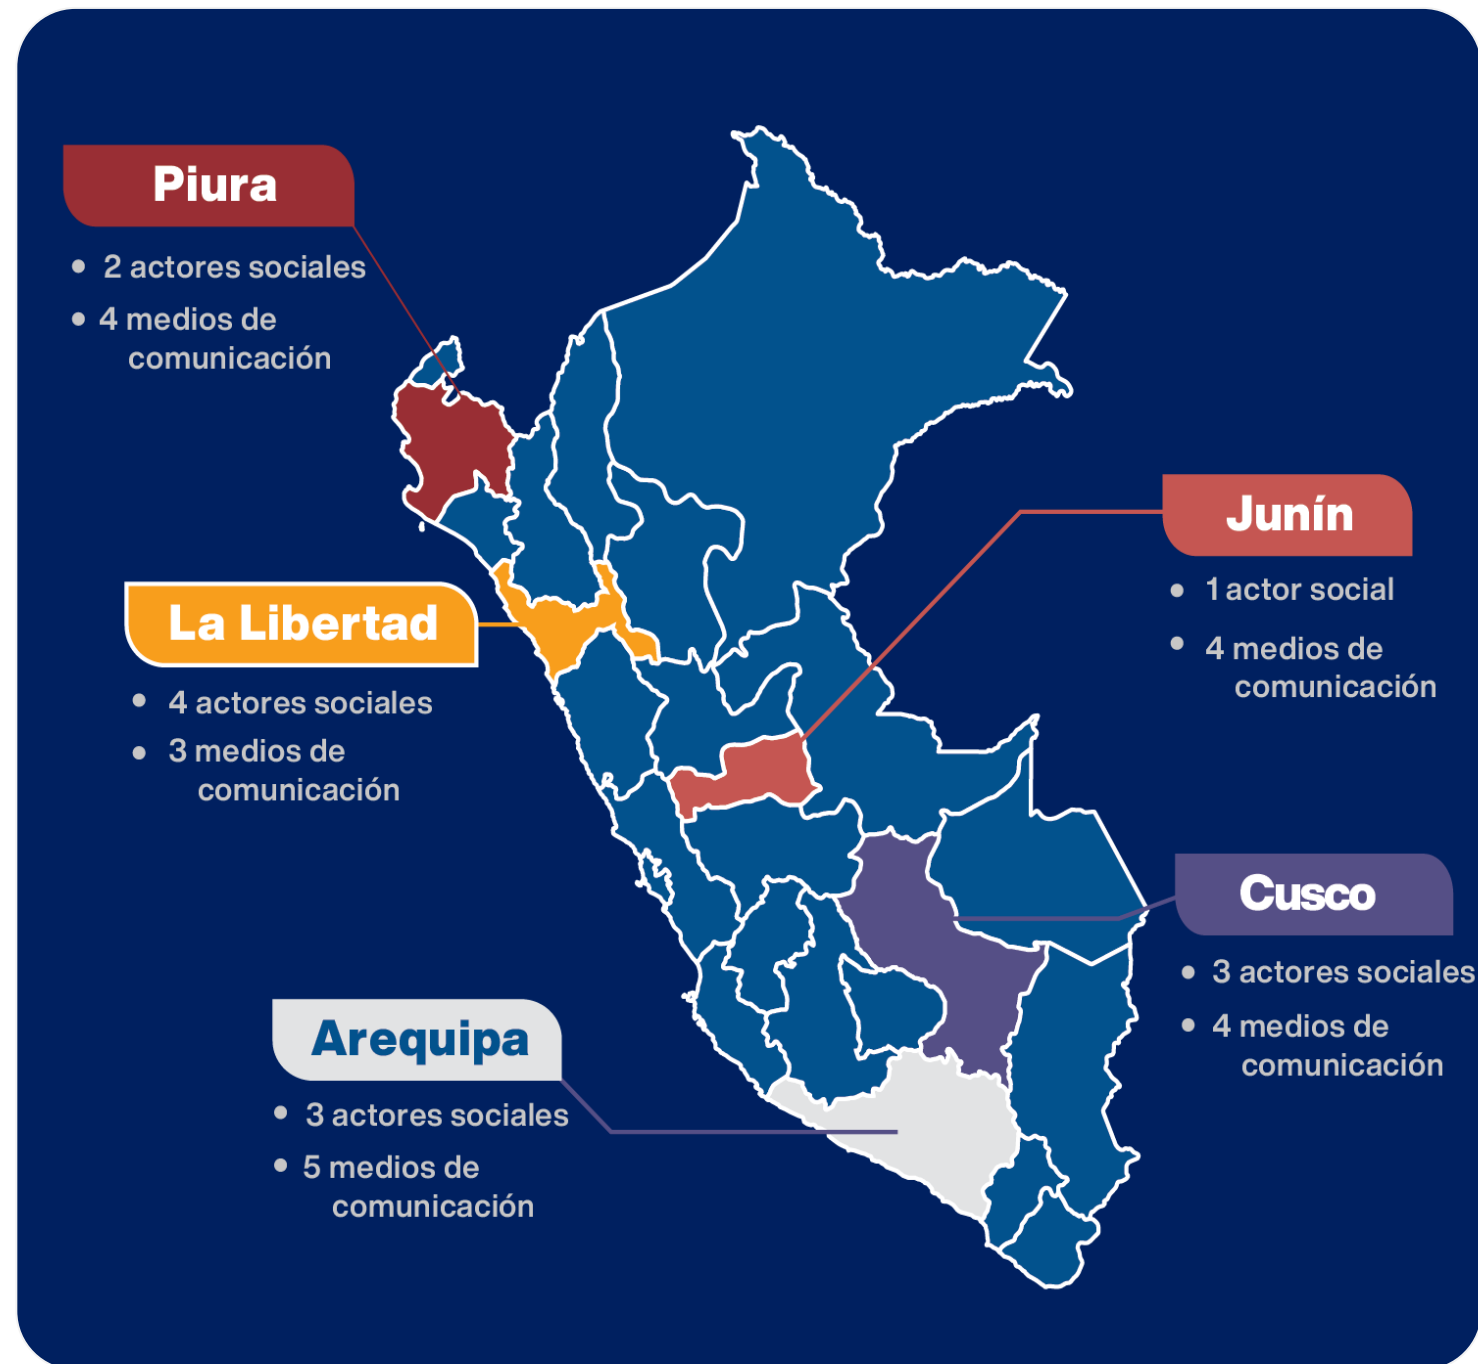 Piura
• 2 actores sociales
• 4 medios de
comunicación
La Libertad
• 4 actores sociales
• 3 medios de
comunicación
Arequipa
• 3 actores sociales
• 5 medios de
comunicación
Junín
• 1 actor social
• 4 medios de
comunicación
Cusco
• 3 actores sociales
• 4 medios de
comunicación